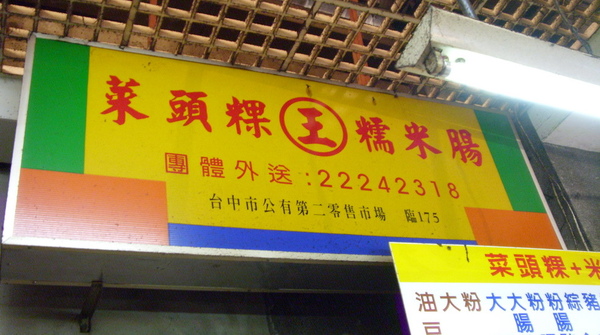 菜頭粿 王 糯米腸
團體外送:22242318
台中市公有第二零售市場 臨175
菜頭粿+米
油大粉大大粉粉綜豬
豆 腸 腸